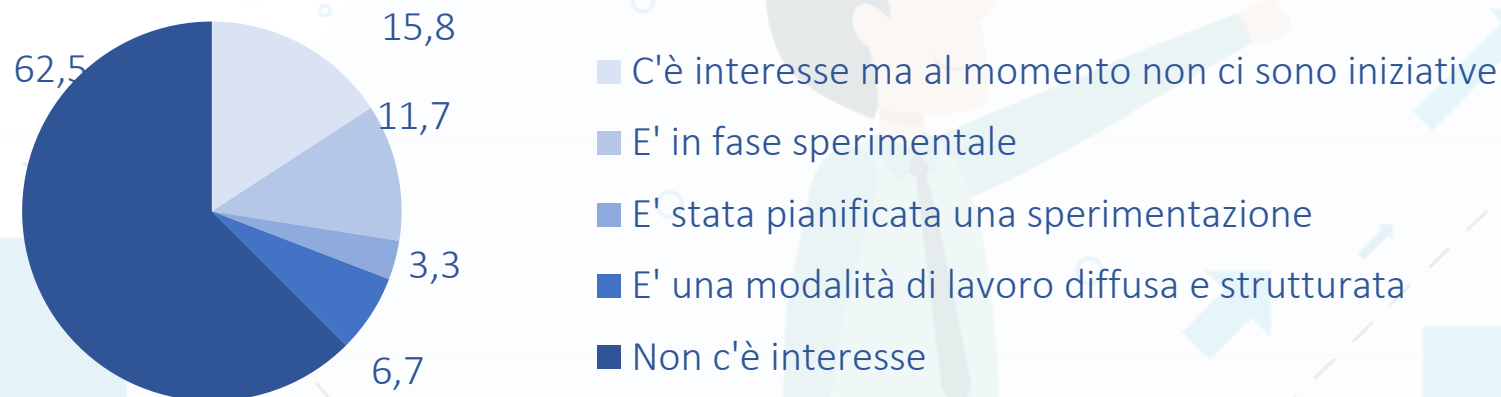 15,8
62,5
11,7
3,3
6,7
C'è interesse ma al momento non ci sono iniziative
E' in fase sperimentale
E' stata pianificata una sperimentazione
E' una modalità di lavoro diffusa e strutturata
Non c'è interesse